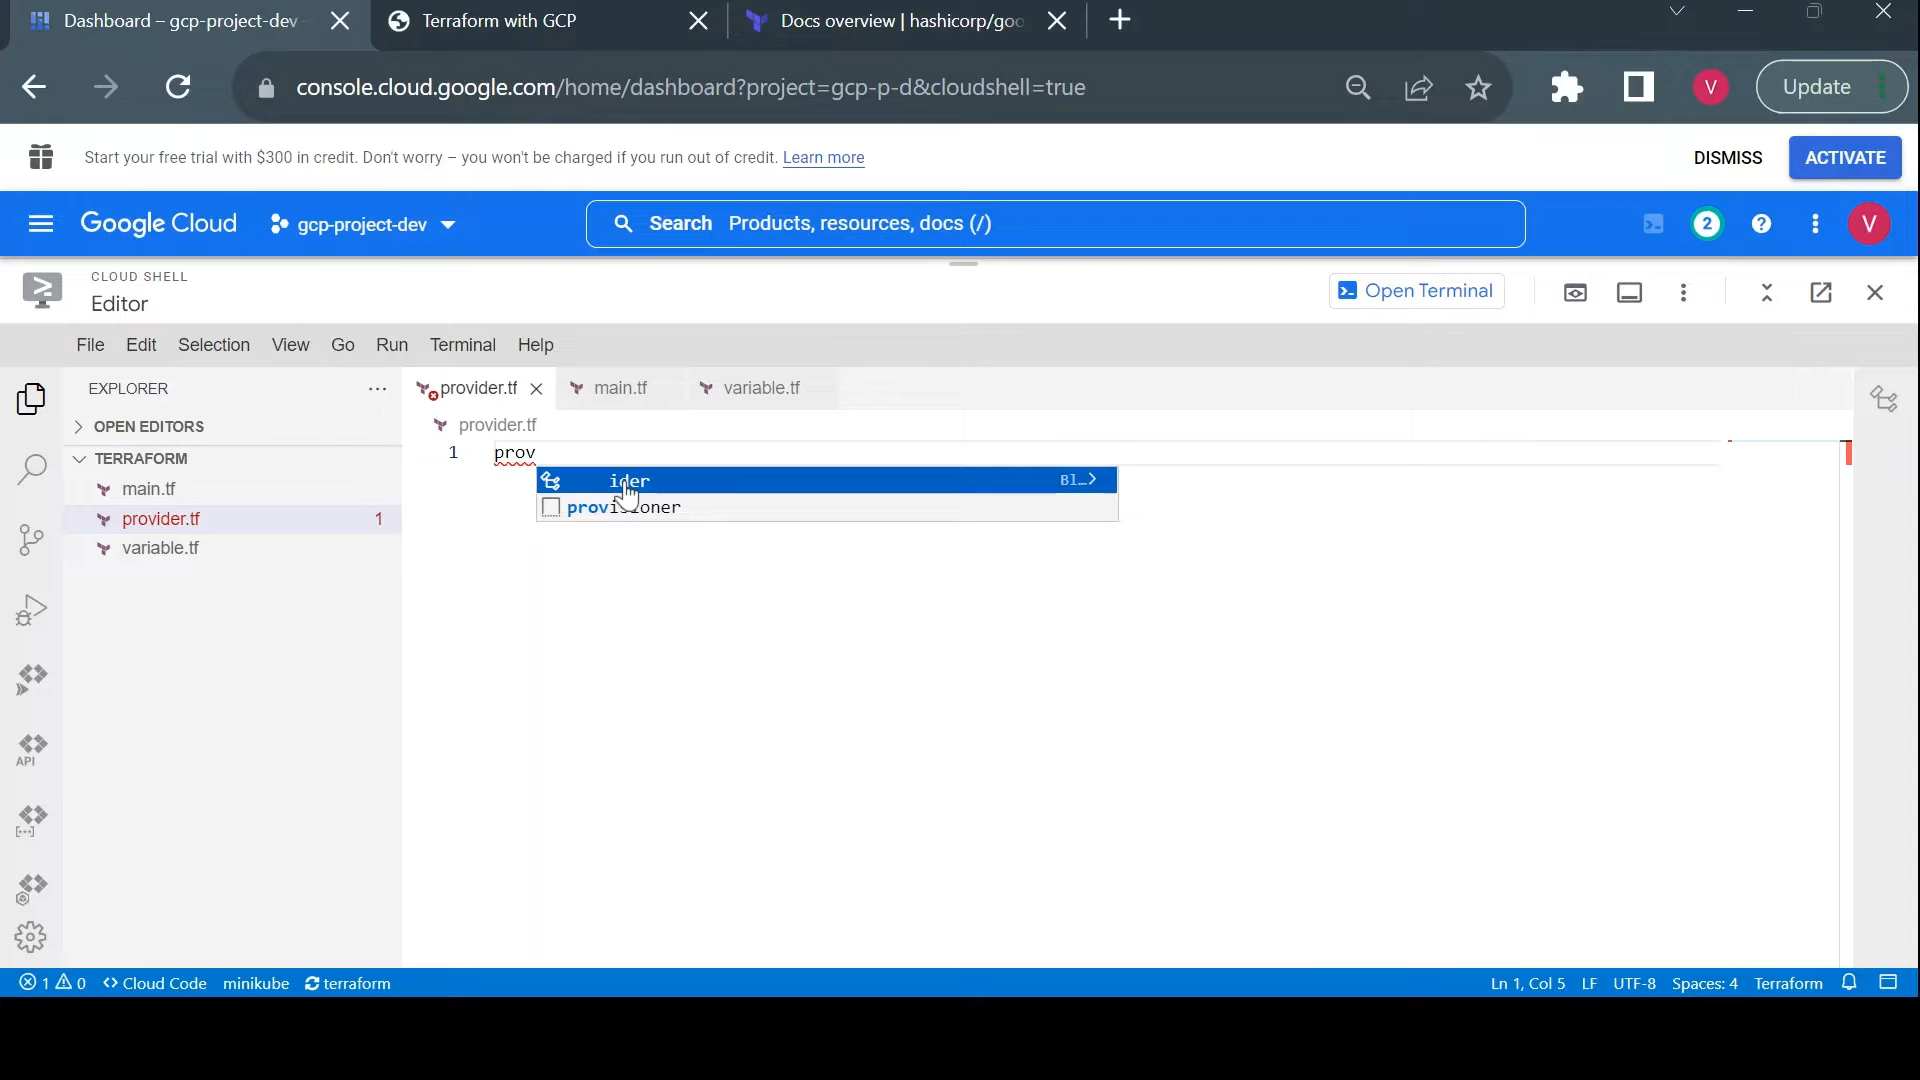 Dashboard – gcp-project-dev
Terraform with GCP
Docs overview | hashicorp/goo
console.cloud.google.com/home/dashboard?project=gcp-p-d&cloudshell=true
V
Update
Start your free trial with $300 in credit. Don't worry – you won't be charged if you run out of credit. Learn more
DISMISS
ACTIVATE
Google Cloud
gcp-project-dev
Search Products, resources, docs (/)
2
V
CLOUD SHELL
Editor
Open Terminal
File Edit Selection View Go Run Terminal Help
EXPLORER
provider.tf
main.tf
variable.tf
OPEN EDITORS
provider.tf
TERRAFORM
1 prov
main.tf
ider Bl…
provider.tf 1
provisioner
variable.tf
API
1 0 Cloud Code minikube terraform
Ln 1, Col 5 LF UTF-8 Spaces: 4 Terraform